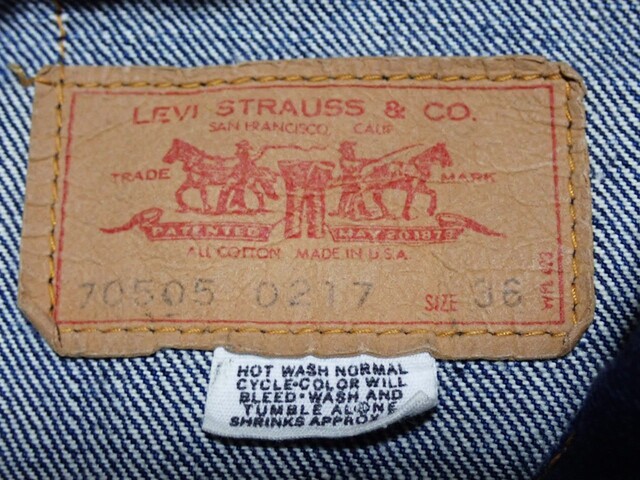 LEVI STRAUSS & CO.
SAN FRANCISCO, CALIF.
TRADE MARK
PATENTED MAY 20 1873
ALL COTTON MADE IN U.S.A.
70505 0217 SIZE 36
HOT WASH NORMAL
CYCLE·COLOR WILL
BLEED·WASH AND
TUMBLE ALONE
SHRINKS APPROX